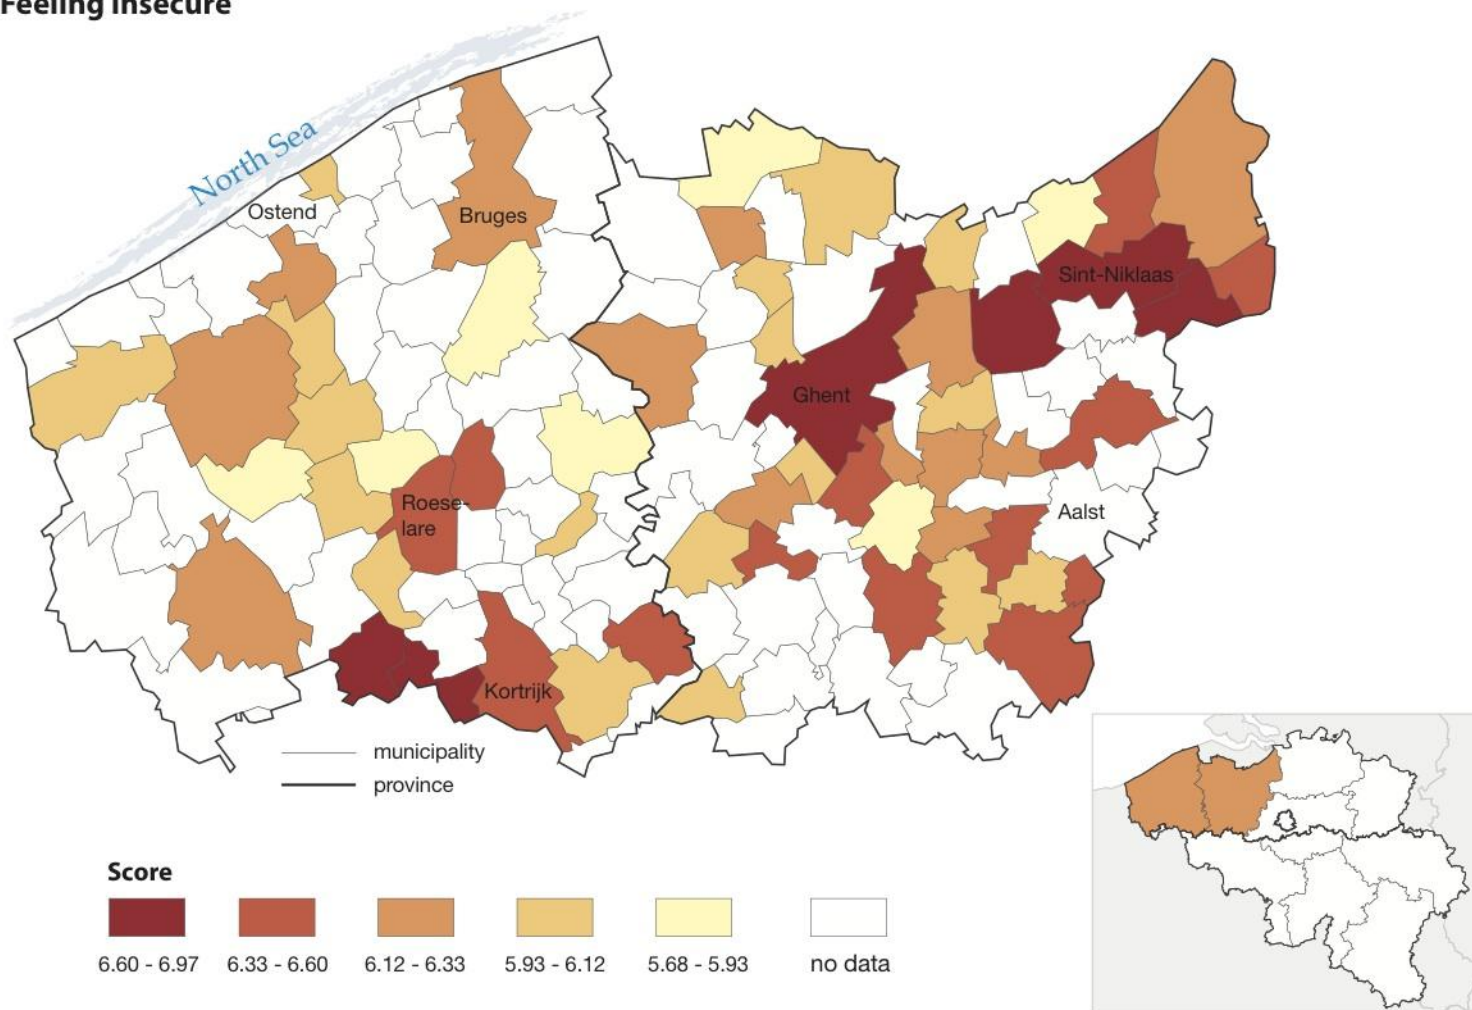 Feeling Insecure
North Sea
Ostend
Bruges
Sint-Niklaas
Ghent
Roese-
lare
Aalst
Kortrijk
municipality
province
Score
6.60 - 6.97
6.33 - 6.60
6.12 - 6.33
5.93 - 6.12
5.68 - 5.93
no data